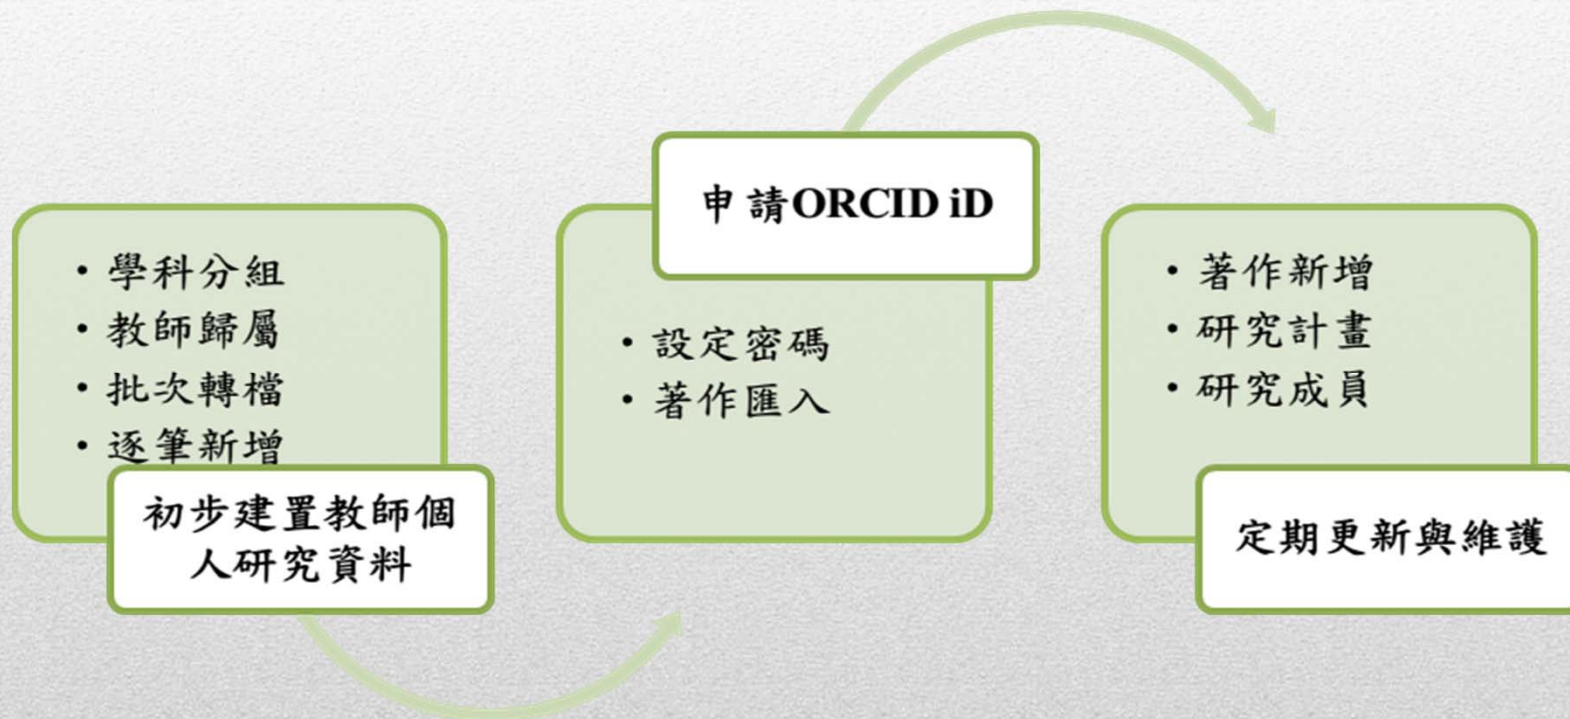 • 學科分組
• 教師歸屬
• 批次轉檔
• 逐筆新增
初步建置教師個
人研究資料
申請ORCID iD
• 設定密碼
• 著作匯入
• 著作新增
• 研究計畫
• 研究成員
定期更新與維護